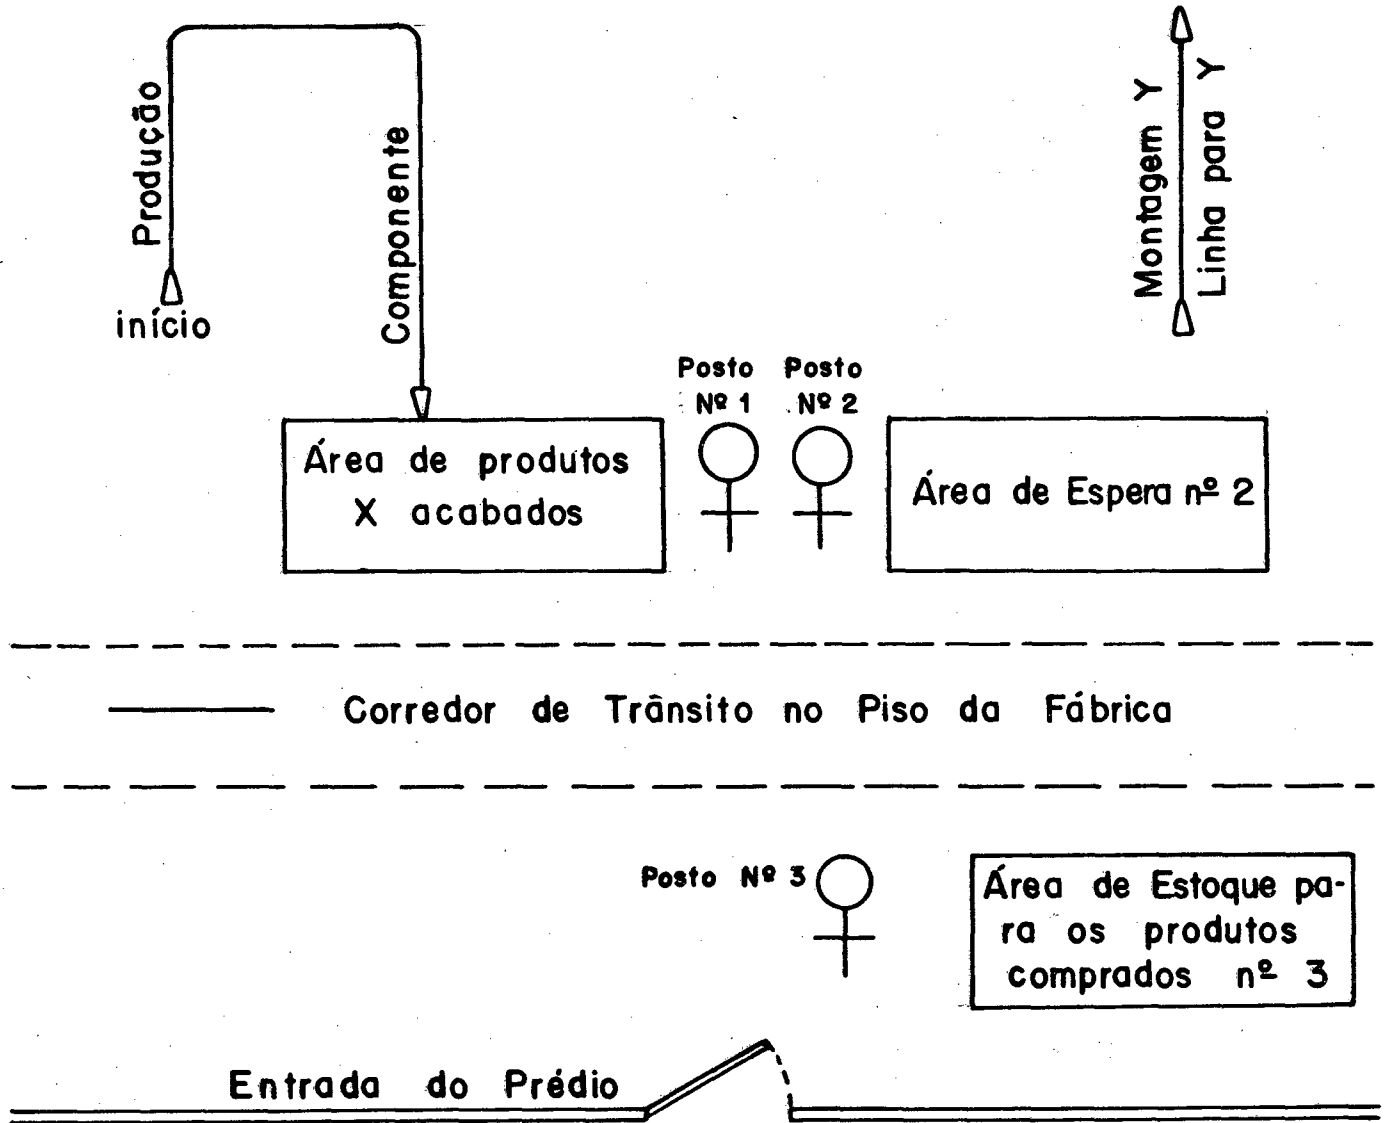 Produção
Componente
início
Montagem Y
Linha para Y
Posto Nº 1
Posto Nº 2
Área de produtos
X acabados
Área de Espera nº 2
Corredor de Trânsito no Piso da Fábrica
Posto Nº 3
Área de Estoque pa-
ra os produtos
comprados nº 3
Entrada do Prédio